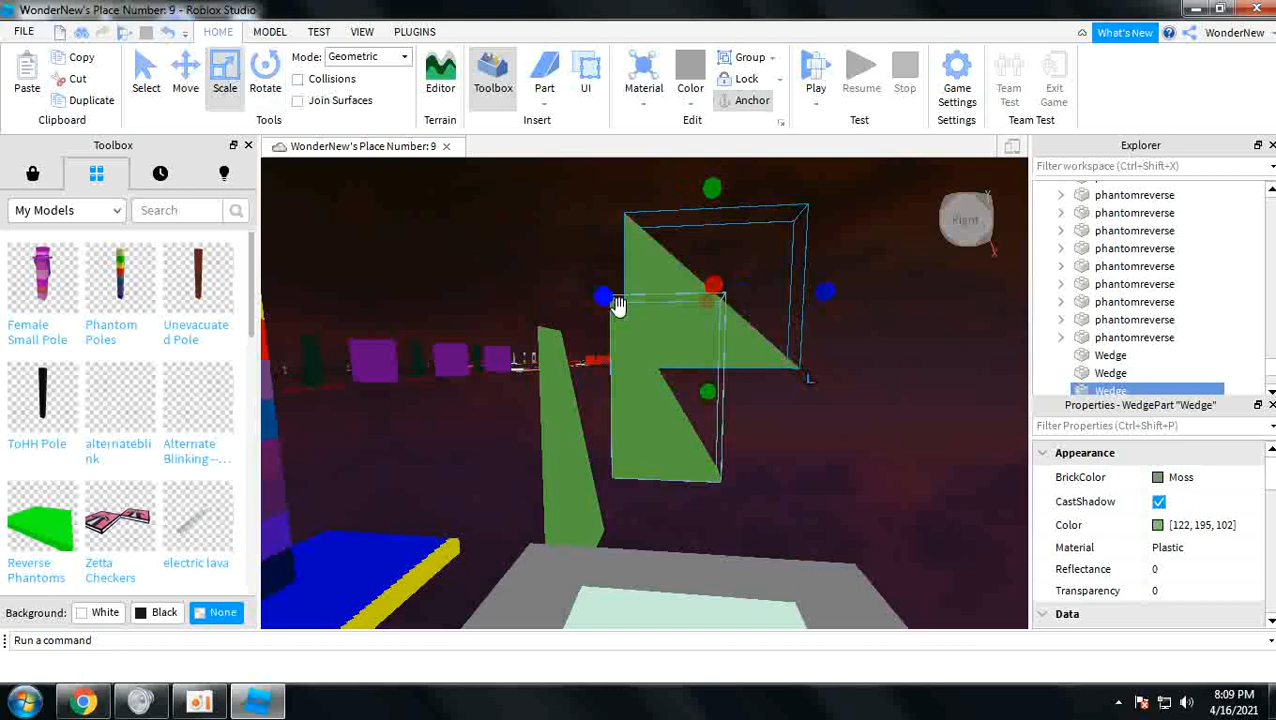 WonderNew's Place Number: 9 - Roblox Studio
FILE
HOME
MODEL
TEST
VIEW
PLUGINS
What's New
WonderNew
Paste
Copy
Cut
Duplicate
Clipboard
Select
Move
Scale
Rotate
Mode: Geometric
Collisions
Join Surfaces
Tools
Editor
Terrain
Toolbox
Part
UI
Insert
Material
Color
Group
Lock
Anchor
Edit
Play
Resume
Stop
Test
Game
Settings
Settings
Team
Test
Exit
Game
Team Test
Toolbox
My Models
Search
Female
Small Pole
Phantom
Poles
Unevacuate
d Pole
ToHH Pole
alternatebli
nk
Alternate
Blinking--...
Reverse
Phantoms
Zetta
Checkers
electric lava
Background:
White
Black
None
WonderNew's Place Number: 9
Right
Y
X
L
Explorer
Filter workspace (Ctrl+Shift+X)
phantomreverse
phantomreverse
phantomreverse
phantomreverse
phantomreverse
phantomreverse
phantomreverse
phantomreverse
phantomreverse
Wedge
Wedge
Wedge
Properties - WedgePart "Wedge"
Filter Properties (Ctrl+Shift+P)
Appearance
BrickColor Moss
CastShadow
Color [122, 195, 102]
Material Plastic
Reflectance 0
Transparency 0
Data
Run a command
8:09 PM
4/16/2021